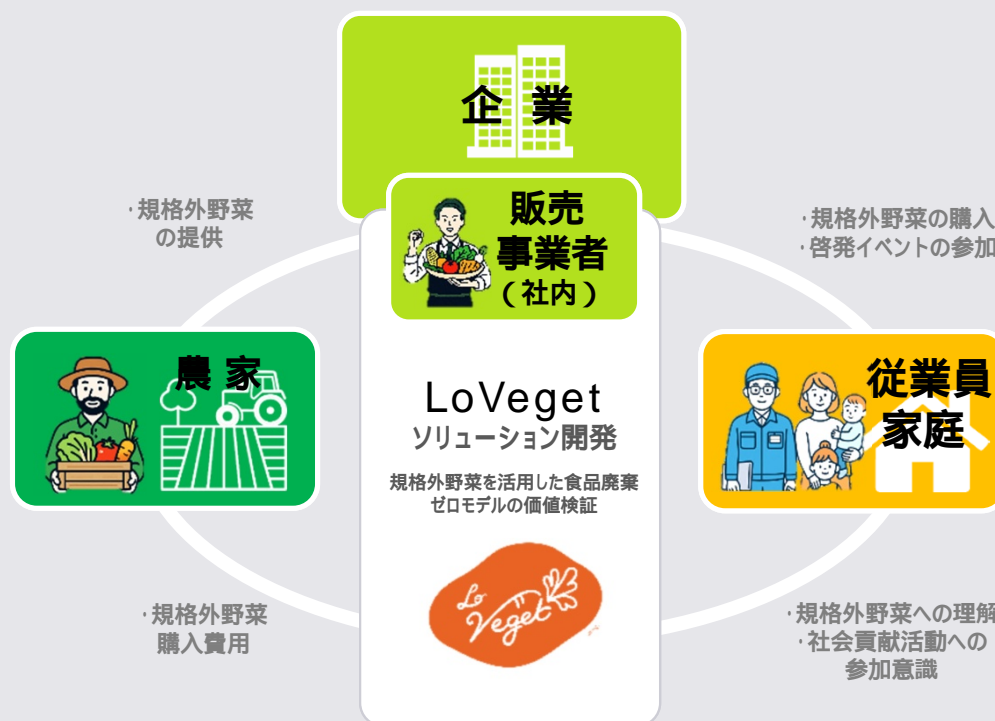 企 業
販売
事業者
(社内)
・規格外野菜
の提供
・規格外野菜の購入
・啓発イベントの参加
農 家
従業員
家庭
LoVeget
ソリューション開発
規格外野菜を活用した食品廃棄
ゼロモデルの価値検証
Lo
Veget
・規格外野菜
購入費用
・規格外野菜への理解
・社会貢献活動への
参加意識